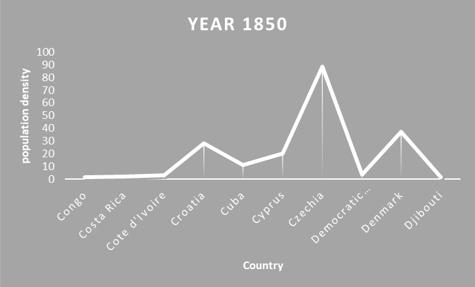 YEAR 1850
population density
100
90
80
70
60
50
40
30
20
10
0
Congo
Costa Rica
Cote d'Ivoire
Croatia
Cuba
Cyprus
Czechia
Democratic...
Denmark
Djibouti
Country